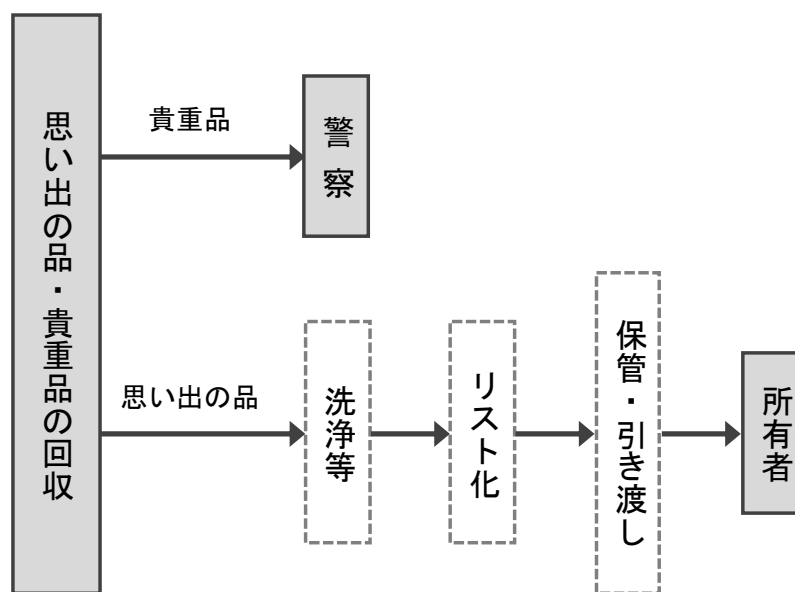 思い出の品・貴重品の回収
貴重品
警察
思い出の品
洗浄等
リスト化
保管・引き渡し
所有者